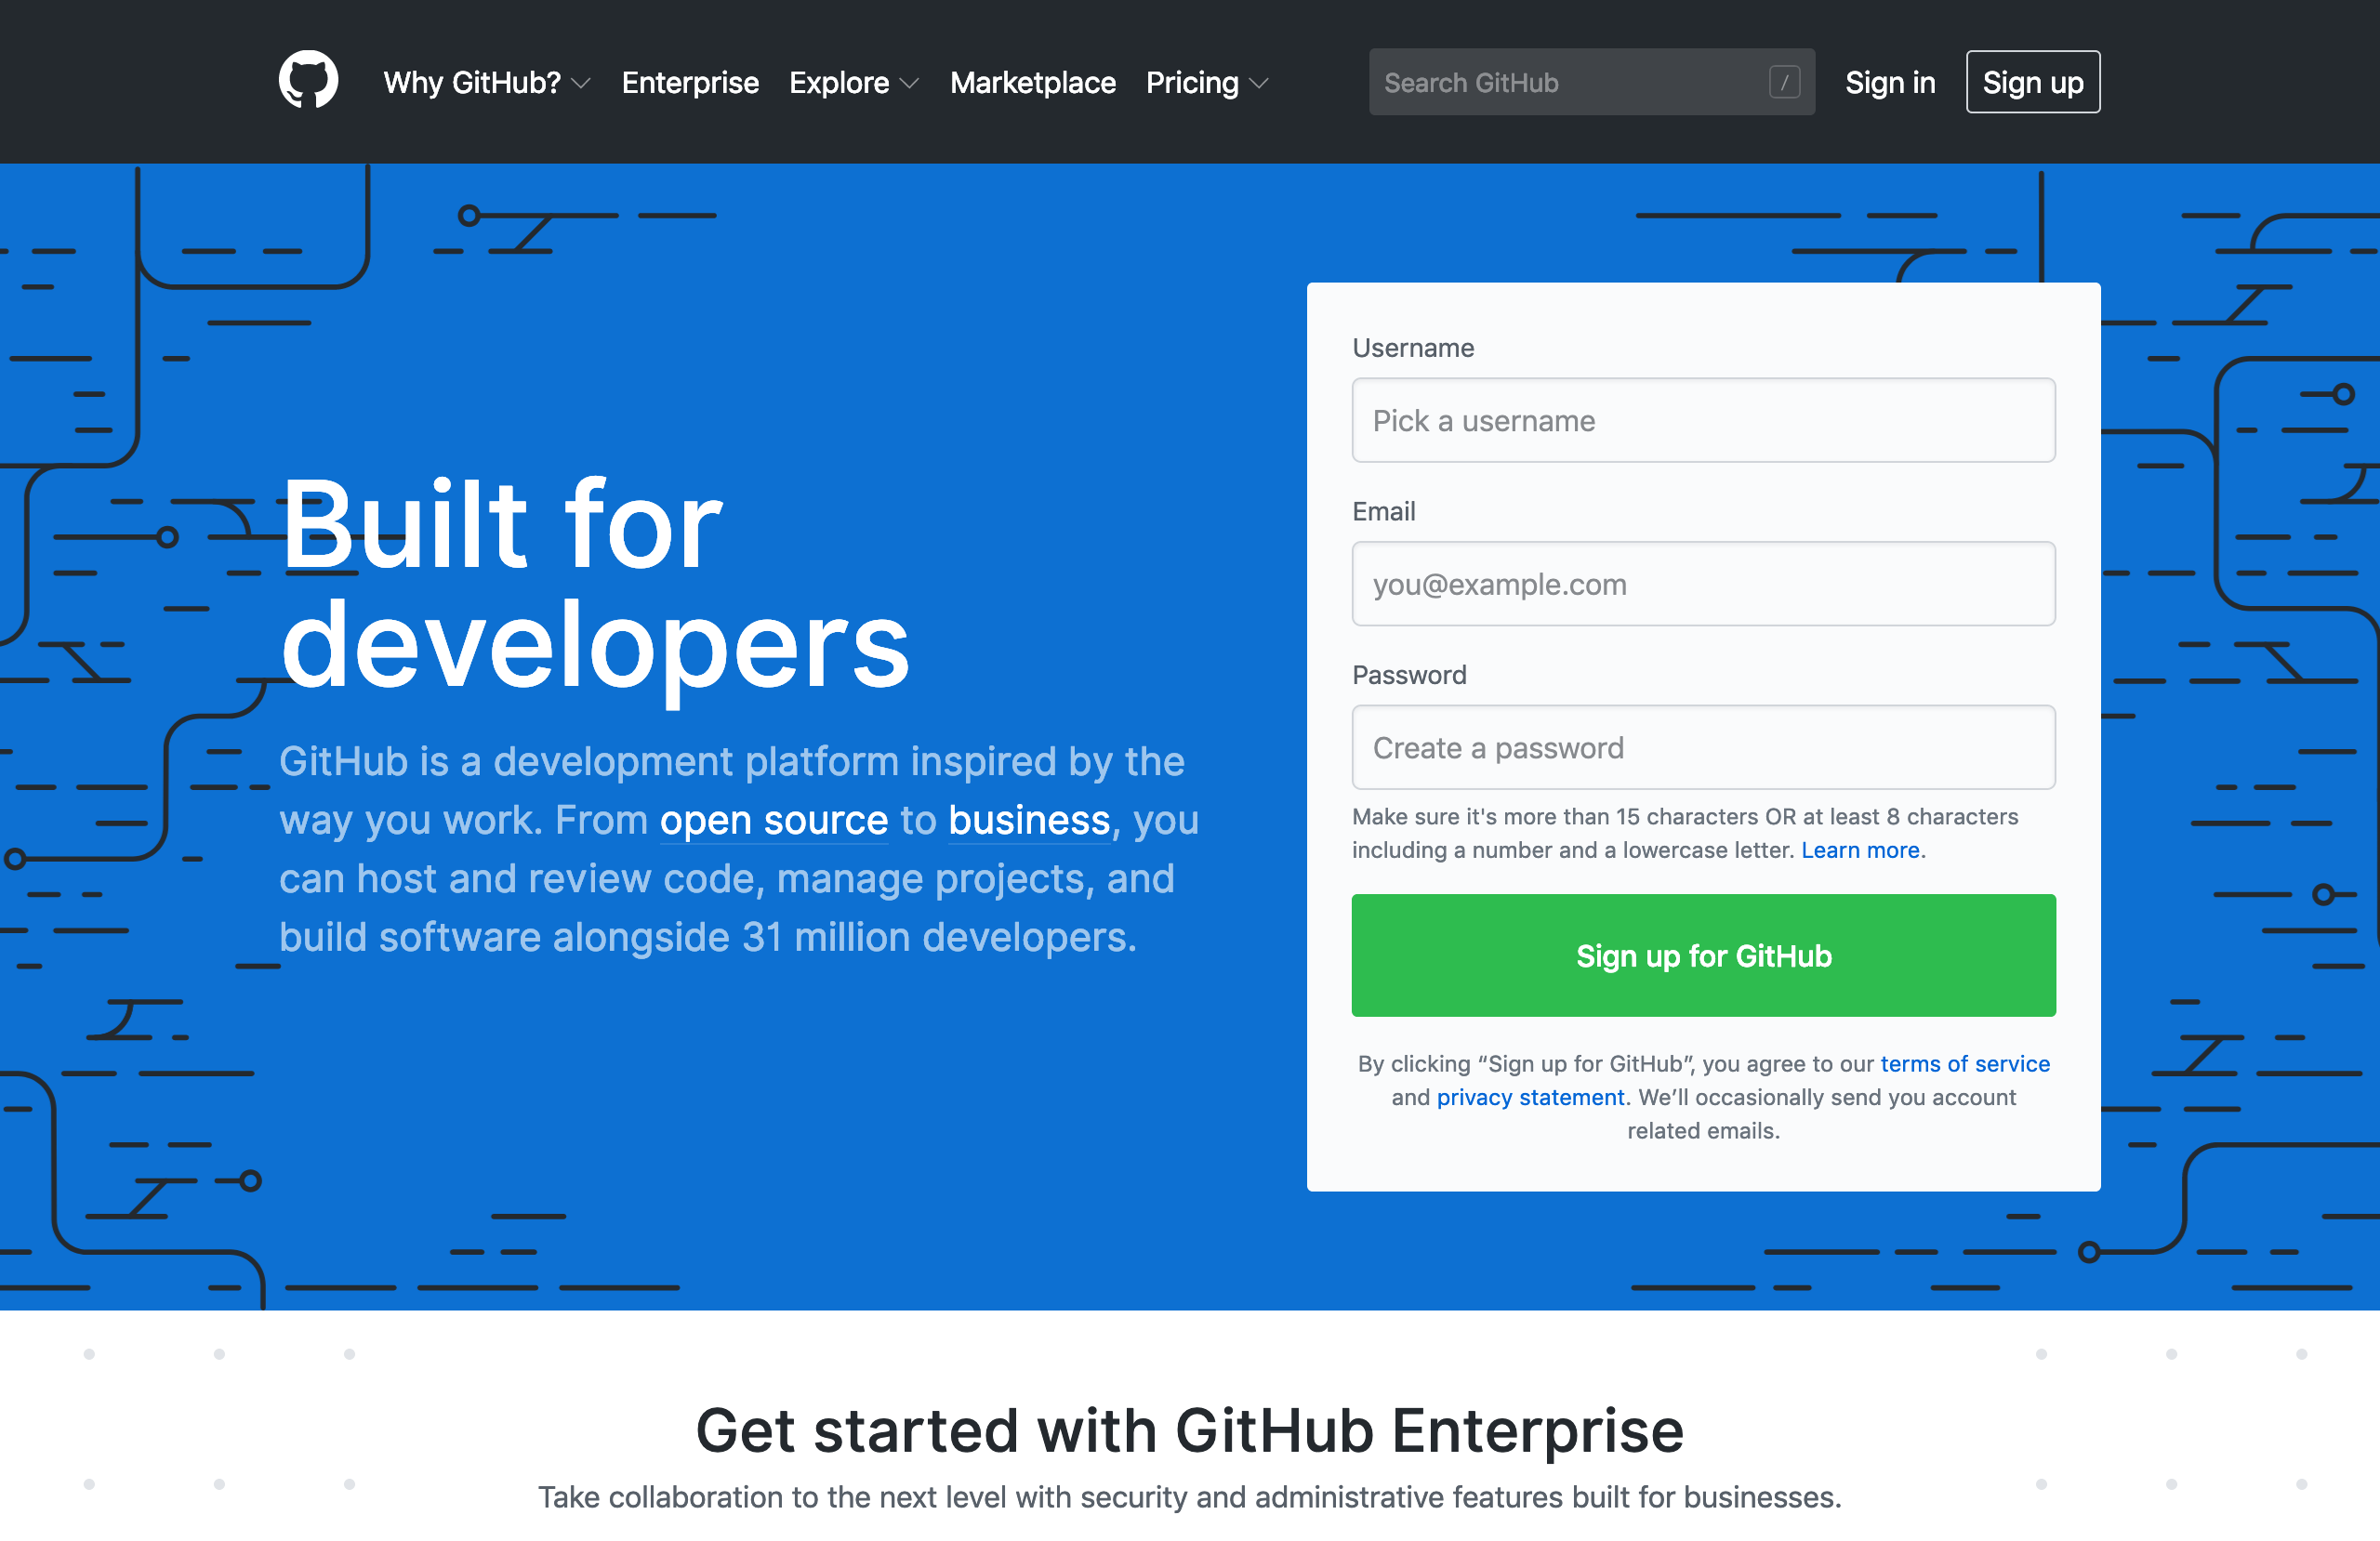 Why GitHub? Enterprise Explore Marketplace Pricing Search GitHub / Sign in Sign up
Built for
developers
GitHub is a development platform inspired by the
way you work. From open source to business, you
can host and review code, manage projects, and
build software alongside 31 million developers.
Username
Pick a username
Email
you@example.com
Password
Create a password
Make sure it's more than 15 characters OR at least 8 characters
including a number and a lowercase letter. Learn more.
Sign up for GitHub
By clicking “Sign up for GitHub”, you agree to our terms of service
and privacy statement. We’ll occasionally send you account
related emails.
Get started with GitHub Enterprise
Take collaboration to the next level with security and administrative features built for businesses.